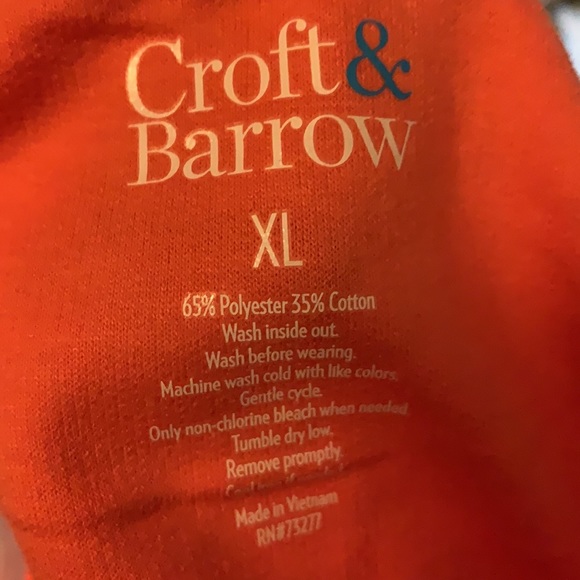 Croft &
Barrow
XL
65% Polyester 35% Cotton
Wash inside out.
Wash before wearing.
Machine wash cold with like colors.
Gentle cycle.
Only non-chlorine bleach when needed.
Tumble dry low.
Remove promptly.
Made in Vietnam
RN#73277